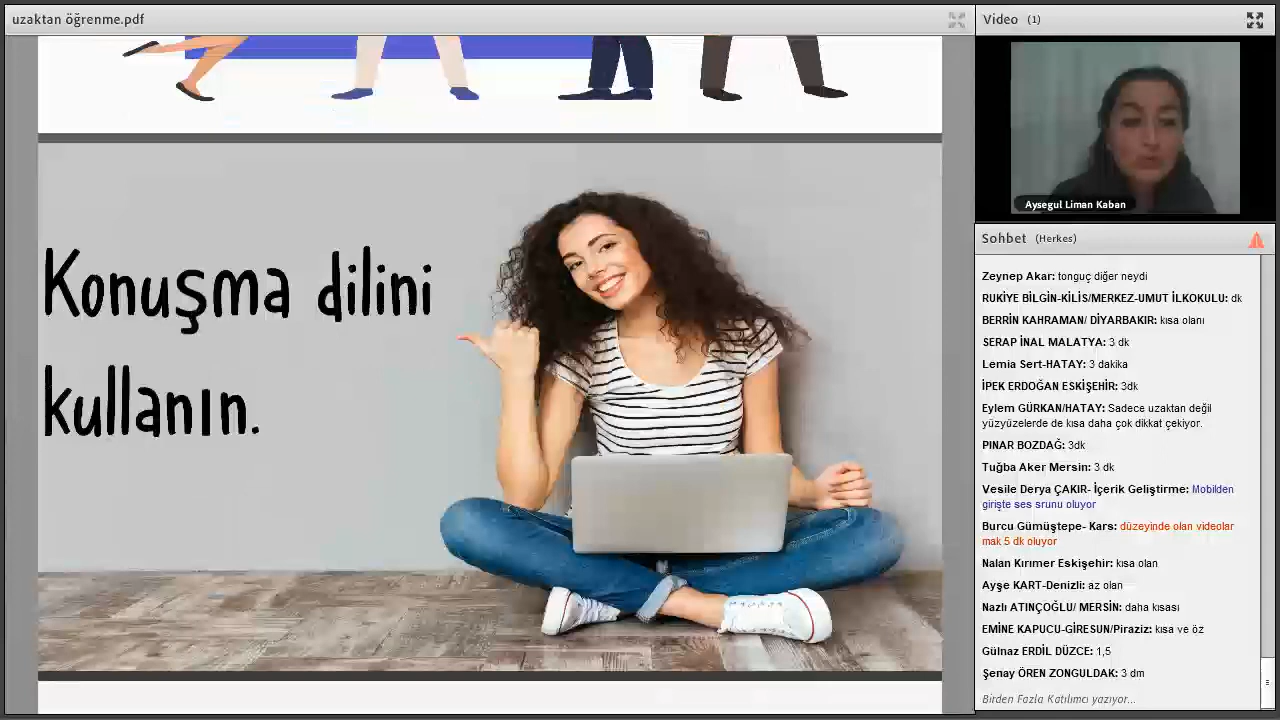 uzaktan öğrenme.pdf
Konuşma dilini
kullanın.
Video (1)
Aysegul Liman Kaban
Sohbet (Herkes)
Zeynep Akar: tonguç diğer neydi
RUKİYE BİLGİN-KİLİS/MERKEZ-UMUT İLKOKULU: dk
BERRİN KAHRAMAN/ DİYARBAKIR: kısa olanı
SERAP İNAL MALATYA: 3 dk
Lemia Sert-HATAY: 3 dakika
İPEK ERDOĞAN ESKİŞEHİR: 3dk
Eylem GÜRKAN/HATAY: Sadece uzaktan değil
yüzyüzelerde de kısa daha çok dikkat çekiyor.
PINAR BOZDAĞ: 3dk
Tuğba Aker Mersin: 3 dk
Vesile Derya ÇAKIR- İçerik Geliştirme: Mobilden
girişte ses srunu oluyor
Burcu Gümüştepe- Kars: düzeyinde olan videolar
mak 5 dk oluyor
Nalan Kırımer Eskişehir: kısa olan
Ayşe KART-Denizli: az olan
Nazlı ATINÇOĞLU/ MERSİN: daha kısası
EMİNE KAPUCU-GİRESUN/Piraziz: kısa ve öz
Gülnaz ERDİL DÜZCE: 1,5
Şenay ÖREN ZONGULDAK: 3 dm
Birden Fazla Katılımcı yazıyor...